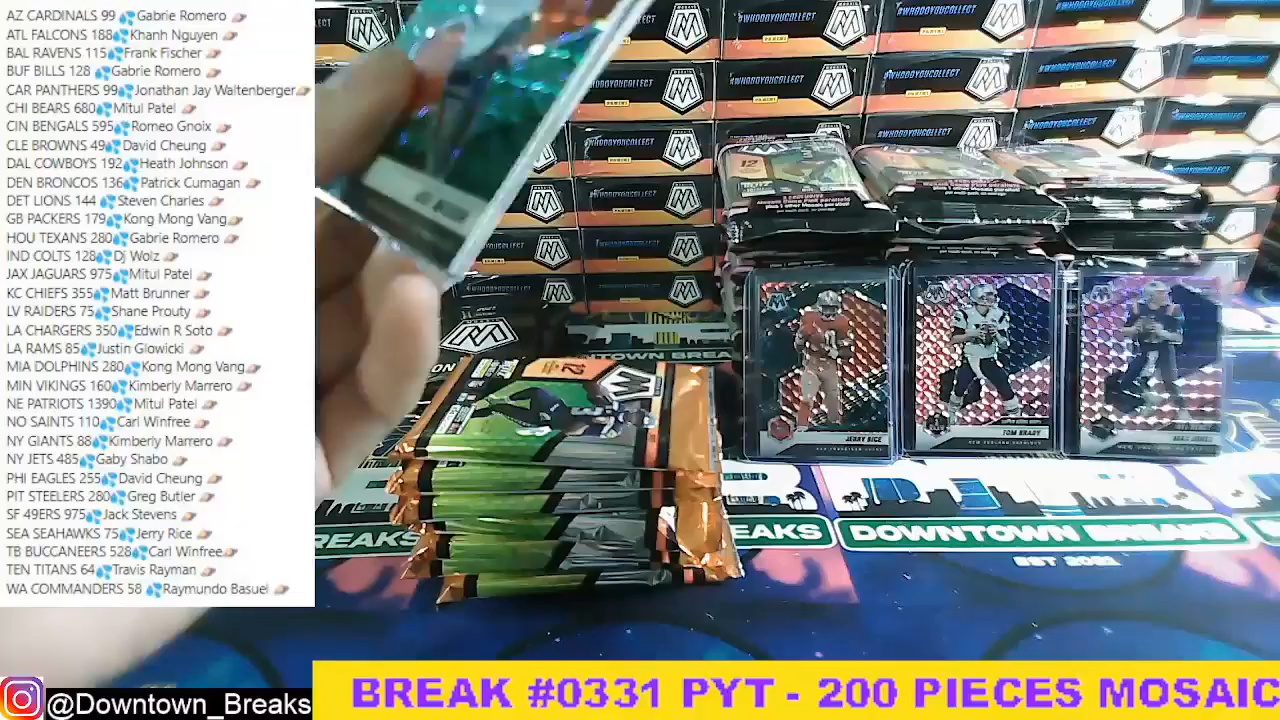 AZ CARDINALS 99💦Gabrie Romero
ATL FALCONS 188💦Khanh Nguyen
BAL RAVENS 115💦Frank Fischer
BUF BILLS 128 💦Gabrie Romero
CAR PANTHERS 99💦Jonathan Jay Waltenberger
CHI BEARS 680💦Mitul Patel
CIN BENGALS 595💦Romeo Gnoix
CLE BROWNS 49💦David Cheung
DAL COWBOYS 192💦Heath Johnson
DEN BRONCOS 136💦Patrick Cumagan
DET LIONS 144 💦Steven Charles
GB PACKERS 179💦Kong Mong Vang
HOU TEXANS 280💦Gabrie Romero
IND COLTS 128💦DJ Wolz
JAX JAGUARS 975💦Mitul Patel
KC CHIEFS 355💦Matt Brunner
LV RAIDERS 75💦Shane Prouty
LA CHARGERS 350💦Edwin R Soto
LA RAMS 85💦Justin Glowicki
MIA DOLPHINS 280💦Kong Mong Vang
MIN VIKINGS 160💦Kimberly Marrero
NE PATRIOTS 1390💦Mitul Patel
NO SAINTS 110💦Carl Winfree
NY GIANTS 88💦Kimberly Marrero
NY JETS 485💦Gaby Shabo
PHI EAGLES 255💦David Cheung
PIT STEELERS 280💦Greg Butler
SF 49ERS 975💦Jack Stevens
SEA SEAHAWKS 75💦Jerry Rice
TB BUCCANEERS 528💦Carl Winfree
TEN TITANS 64💦Travis Rayman
WA COMMANDERS 58 💦Raymundo Basuel
@Downtown_Breaks
BREAK #0331 PYT - 200 PIECES MOSAIC
#WHODOYOUCOLLECT
PANINI
12
JERRY RICE
TOM BRADY
NEW ENGLAND PATRIOTS
MAC JONES
DOWNTOWN BREAKS
EST 2021